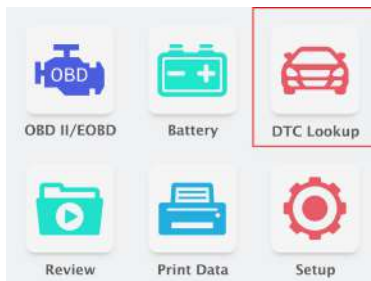 OBD
OBD II/EOBD
Battery
DTC Lookup
Review
Print Data
Setup